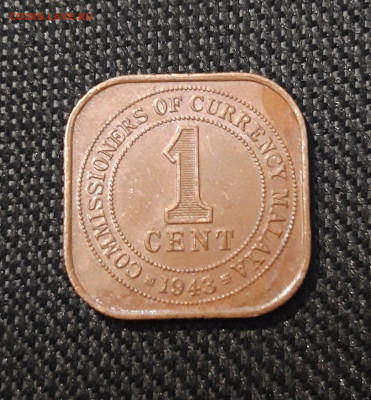 COMMISSIONERS OF CURRENCY MALAYA
1
CENT
1943